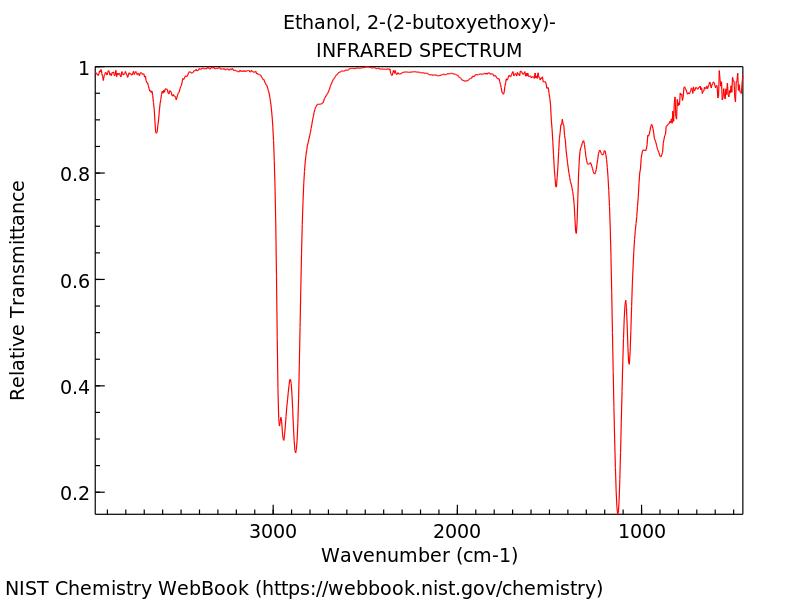 Ethanol, 2-(2-butoxyethoxy)-
INFRARED SPECTRUM
1
0.8
0.6
0.4
0.2
Relative Transmittance
3000 2000 1000
Wavenumber (cm-1)
NIST Chemistry WebBook (https://webbook.nist.gov/chemistry)